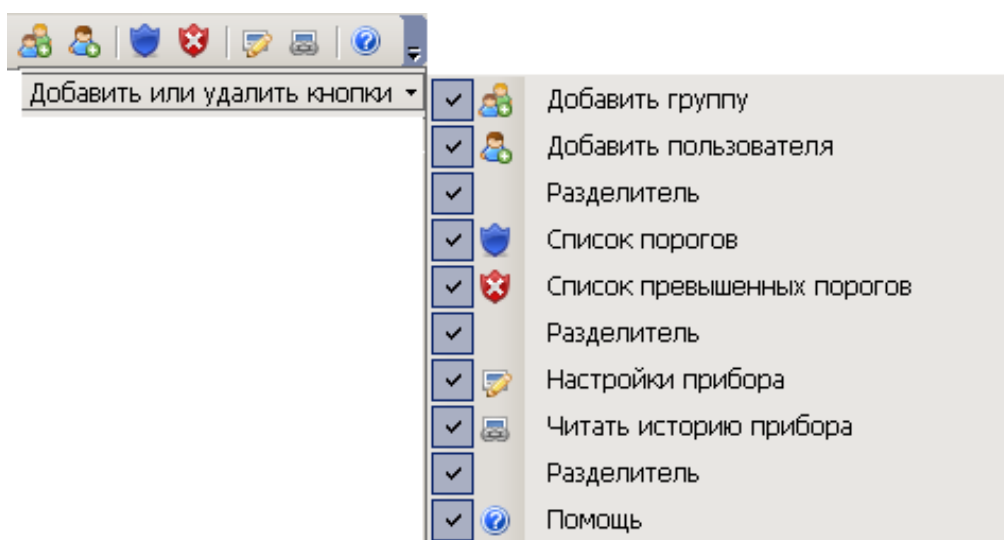 Добавить или удалить кнопки
Добавить группу
Добавить пользователя
Разделитель
Список порогов
Список превышенных порогов
Разделитель
Настройки прибора
Читать историю прибора
Разделитель
Помощь